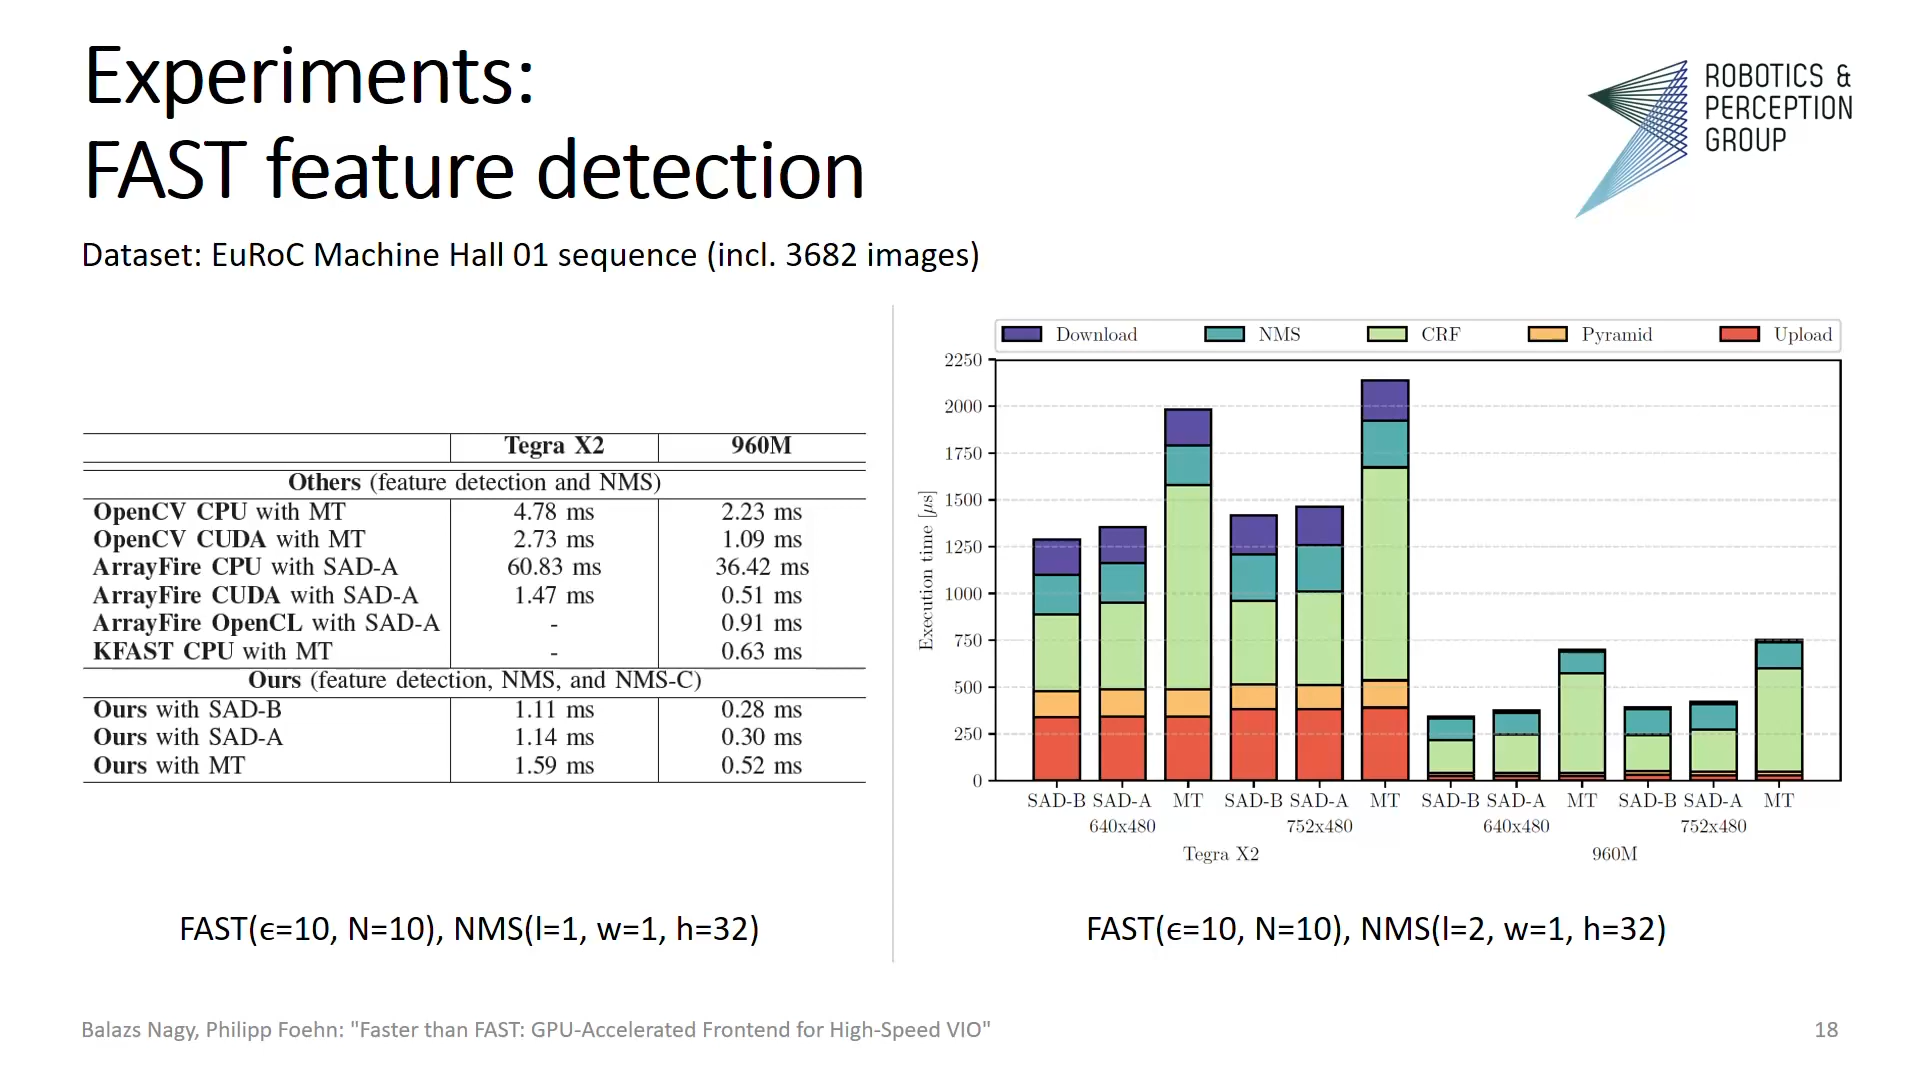 Experiments:
FAST feature detection
ROBOTICS &
PERCEPTION
GROUP
Dataset: EuRoC Machine Hall 01 sequence (incl. 3682 images)
Tegra X2 960M
Others (feature detection and NMS)
OpenCV CPU with MT 4.78 ms 2.23 ms
OpenCV CUDA with MT 2.73 ms 1.09 ms
ArrayFire CPU with SAD-A 60.83 ms 36.42 ms
ArrayFire CUDA with SAD-A 1.47 ms 0.51 ms
ArrayFire OpenCL with SAD-A - 0.91 ms
KFAST CPU with MT - 0.63 ms
Ours (feature detection, NMS, and NMS-C)
Ours with SAD-B 1.11 ms 0.28 ms
Ours with SAD-A 1.14 ms 0.30 ms
Ours with MT 1.59 ms 0.52 ms
FAST(ϵ=10, N=10), NMS(l=1, w=1, h=32)
Download NMS CRF Pyramid Upload
Execution time [μs]
2250
2000
1750
1500
1250
1000
750
500
250
0
SAD-B SAD-A MT SAD-B SAD-A MT SAD-B SAD-A MT SAD-B SAD-A MT
640x480 752x480 640x480 752x480
Tegra X2 960M
FAST(ϵ=10, N=10), NMS(l=2, w=1, h=32)
Balazs Nagy, Philipp Foehn: "Faster than FAST: GPU-Accelerated Frontend for High-Speed VIO"
18